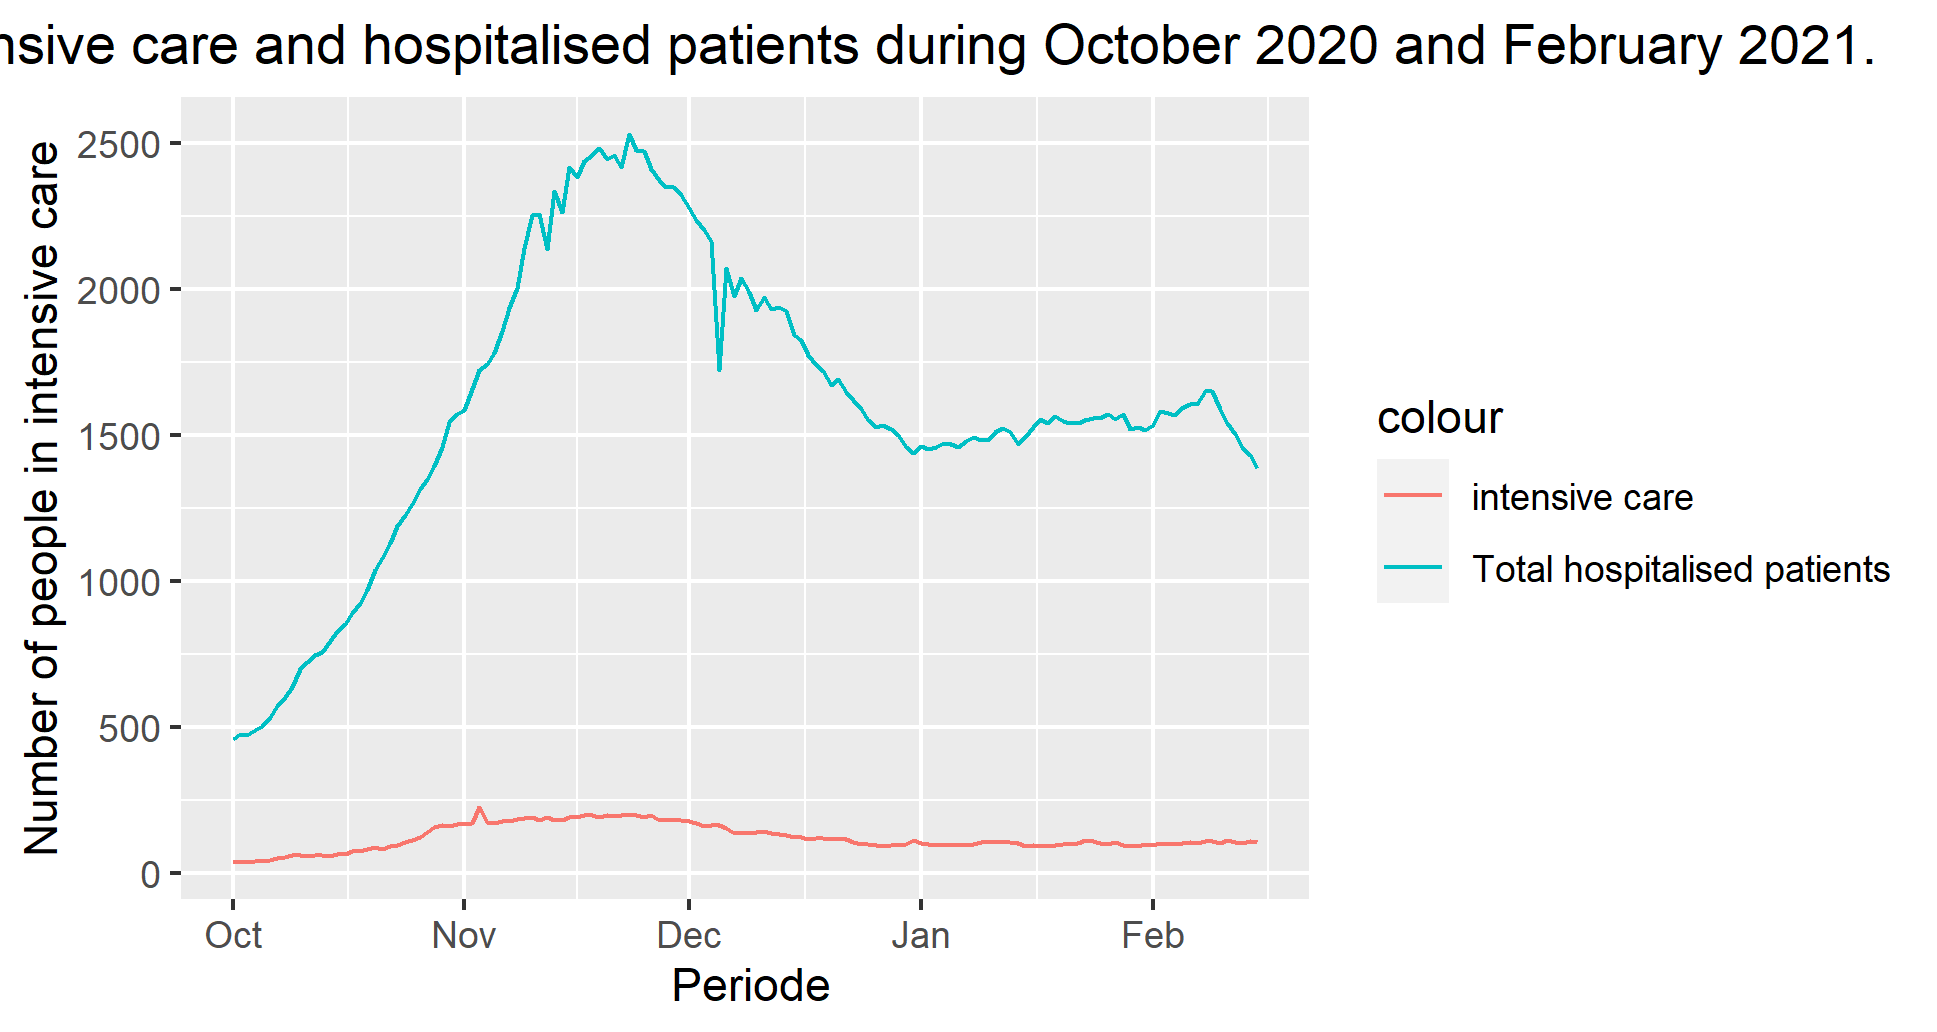 care and hospitalised patients during October 2020 and February 2021.
Number of people in intensive care
2500
2000
1500
1000
500
0
Oct Nov Dec Jan Feb
Periode
colour
intensive care
Total hospitalised patients